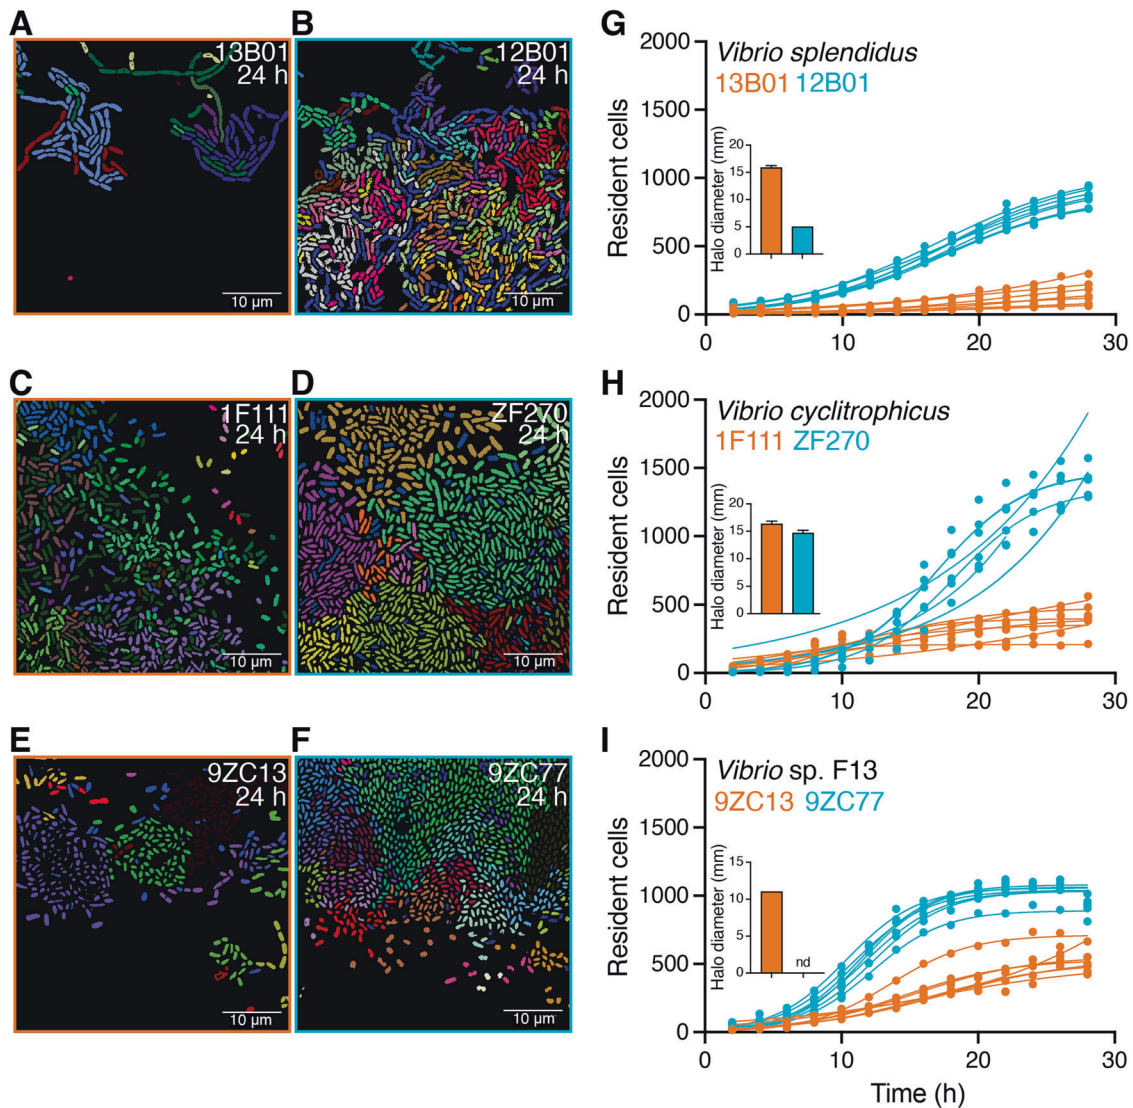 A
13B01
24 h
10 µm
B
12B01
24 h
10 µm
G
2000
1500
1000
500
0
Resident cells
Vibrio splendidus
13B01 12B01
Halo diameter (mm)
20
15
10
5
0
0 10 20 30
C
1F111
24 h
10 µm
D
ZF270
24 h
10 µm
H
2000
1500
1000
500
0
Resident cells
Vibrio cyclitrophicus
1F111 ZF270
Halo diameter (mm)
20
15
10
5
0
0 10 20 30
E
9ZC13
24 h
10 µm
F
9ZC77
24 h
10 µm
I
2000
1500
1000
500
0
Resident cells
Vibrio sp. F13
9ZC13 9ZC77
Halo diameter (mm)
15
10
5
0
nd
0 10 20 30
Time (h)